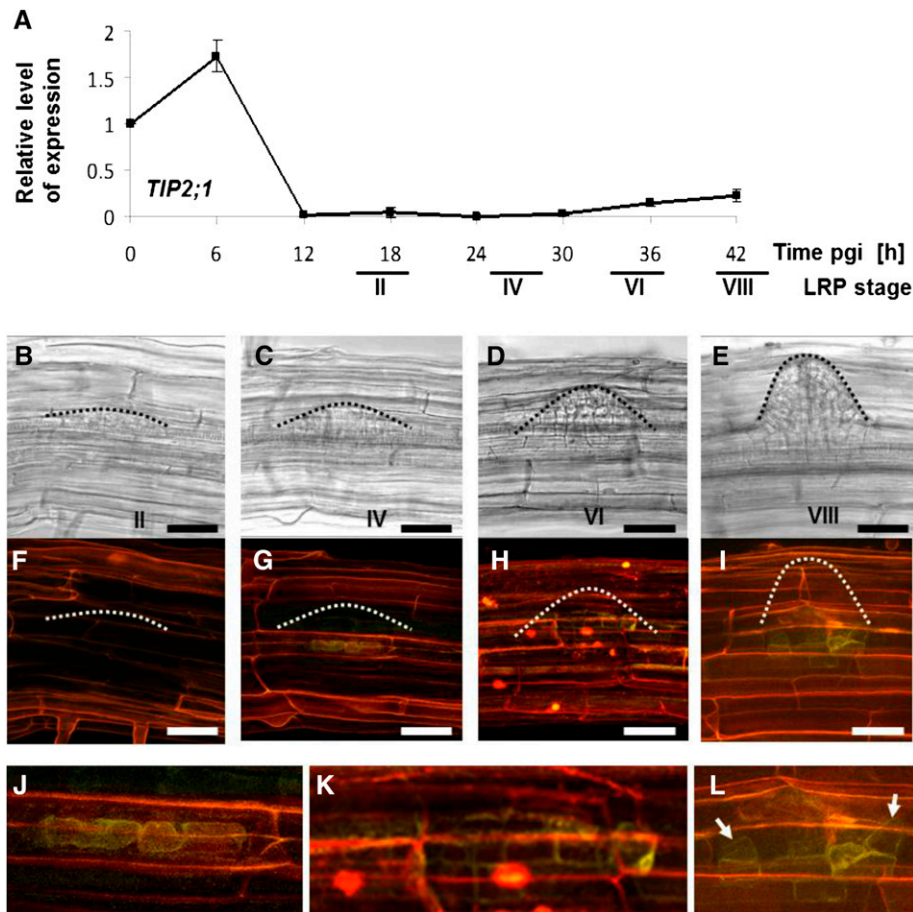 A
Relative level
of expression
2
1.5
1
0.5
0
TIP2;1
0 6 12 18 24 30 36 42 Time pgi [h]
II IV VI VIII LRP stage
B C D E
II IV VI VIII
F G H I
J K L